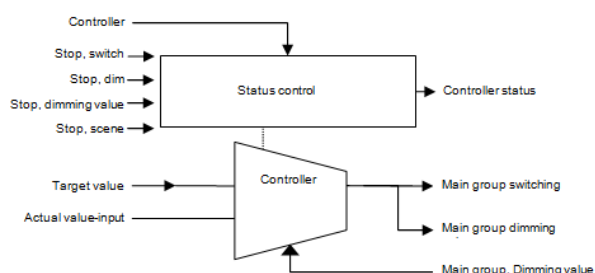 Controller
Stop, switch
Stop, dim
Stop, dimming value
Stop, scene
Status control
Controller status
Controller
Target value
Actual value-input
Main group switching
Main group dimming
Main group, Dimming value